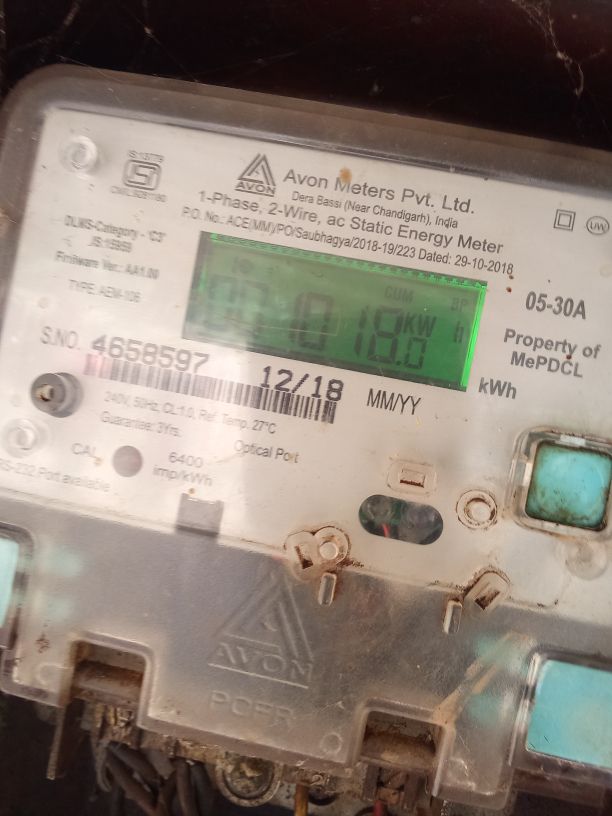 IS:13779
AVON
Avon Meters Pvt. Ltd.
Dera Bassi (Near Chandigarh), India
1-Phase, 2-Wire, ac Static Energy Meter
P.O. No.: ACE(MM)/PO/Saubhagya/2018-19/223 Dated: 29-10-2018
DLMS-Category - 'C3'
IS:15959
Firmware Ver.: AA1.00
TYPE: AEM-106
CUM
BP
KW
h
05-30A
Property of
MePDCL
kWh
S.NO. 4658597
12/18
MM/YY
240V, 50Hz, CL:1.0, Ref. Temp. 27°C
Guarantee: 3Yrs.
Optical Port
CAL
6400
imp/kWh
RS-232 Port available
AVON